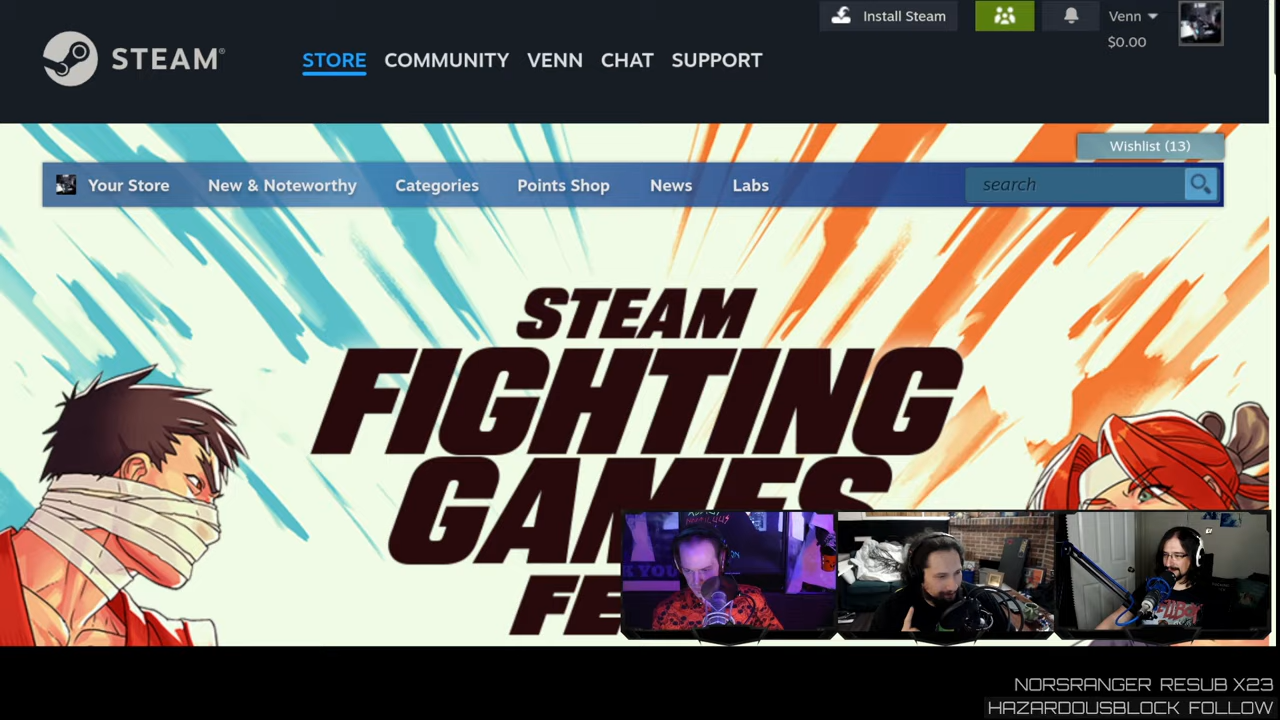 Install Steam
Venn
$0.00
STEAM®
STORE
COMMUNITY
VENN
CHAT
SUPPORT
Wishlist (13)
Your Store
New & Noteworthy
Categories
Points Shop
News
Labs
search
STEAM
FIGHTING
GAMES
FE
NORSRANGER RESUB X23
HAZARDOUSBLOCK FOLLOW